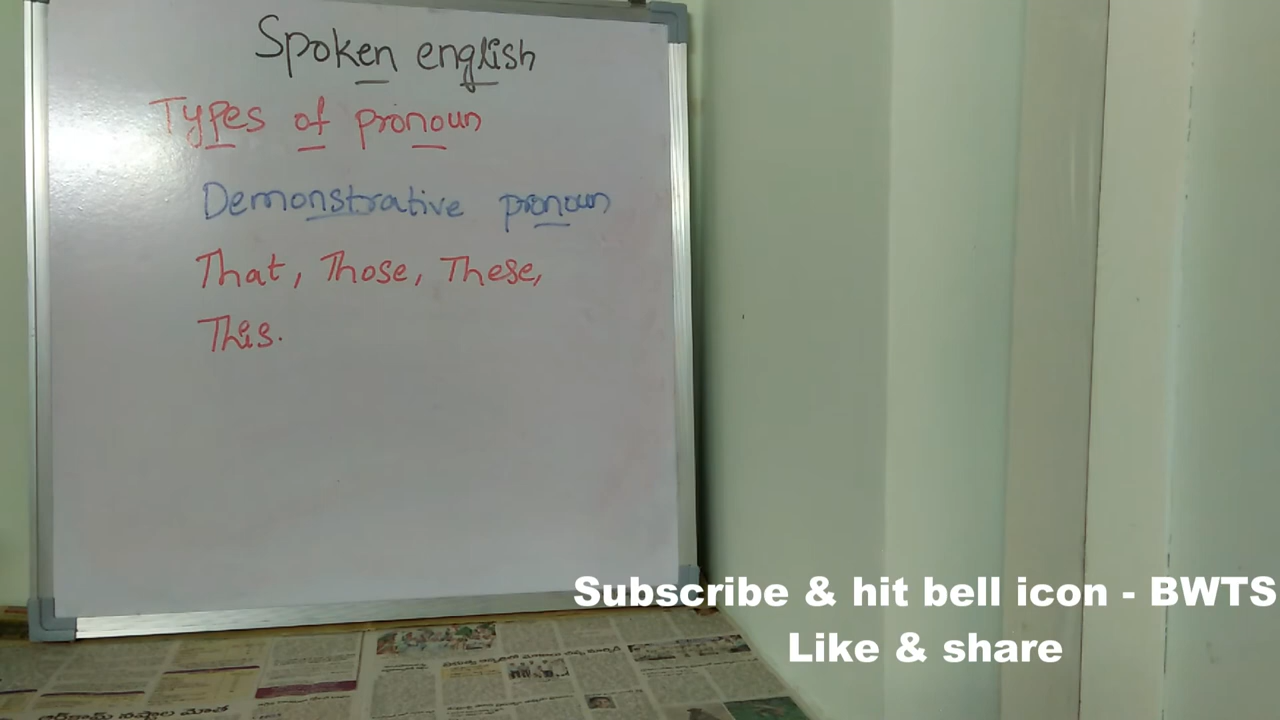 Spoken english
Types of pronoun
Demonstrative pronoun
That, Those, These,
This.
Subscribe & hit bell icon - BWTS
Like & share